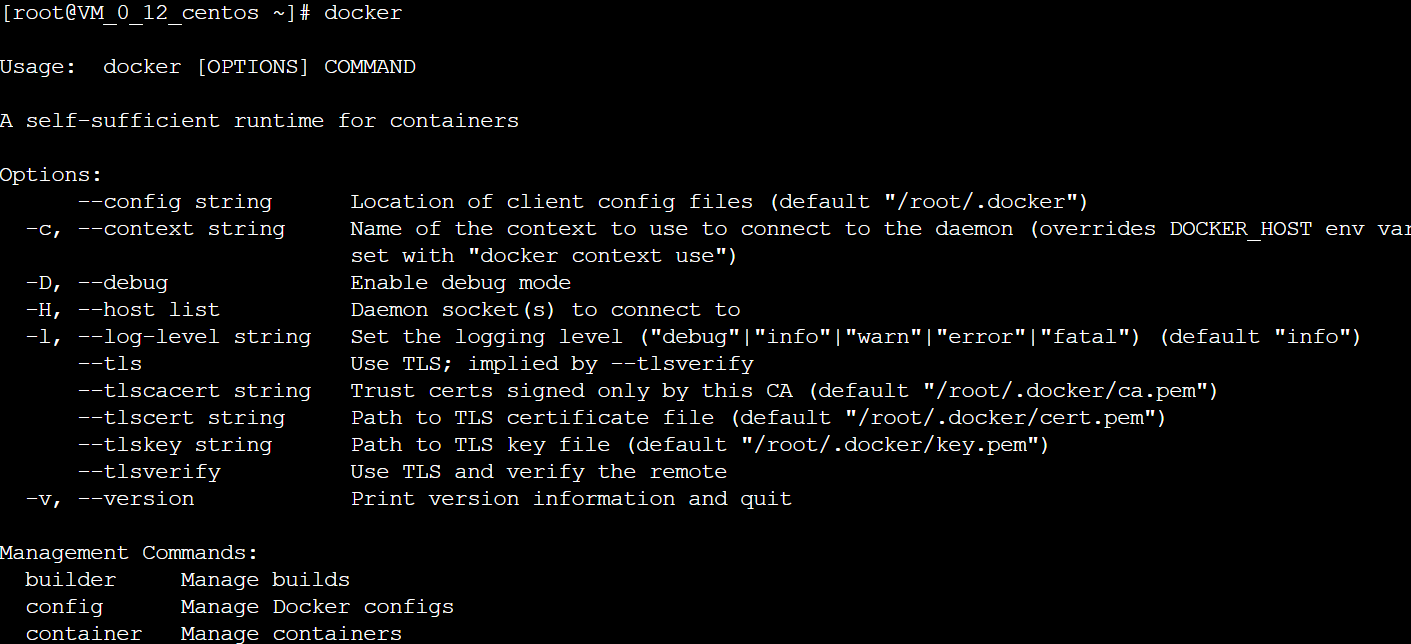 [root@VM_0_12_centos ~]# docker
Usage:  docker [OPTIONS] COMMAND
A self-sufficient runtime for containers
Options:
      --config string      Location of client config files (default "/root/.docker")
  -c, --context string     Name of the context to use to connect to the daemon (overrides DOCKER_HOST env var
                           set with "docker context use")
  -D, --debug              Enable debug mode
  -H, --host list          Daemon socket(s) to connect to
  -l, --log-level string   Set the logging level ("debug"|"info"|"warn"|"error"|"fatal") (default "info")
      --tls                Use TLS; implied by --tlsverify
      --tlscacert string   Trust certs signed only by this CA (default "/root/.docker/ca.pem")
      --tlscert string     Path to TLS certificate file (default "/root/.docker/cert.pem")
      --tlskey string      Path to TLS key file (default "/root/.docker/key.pem")
      --tlsverify          Use TLS and verify the remote
  -v, --version            Print version information and quit
Management Commands:
  builder     Manage builds
  config      Manage Docker configs
  container   Manage containers